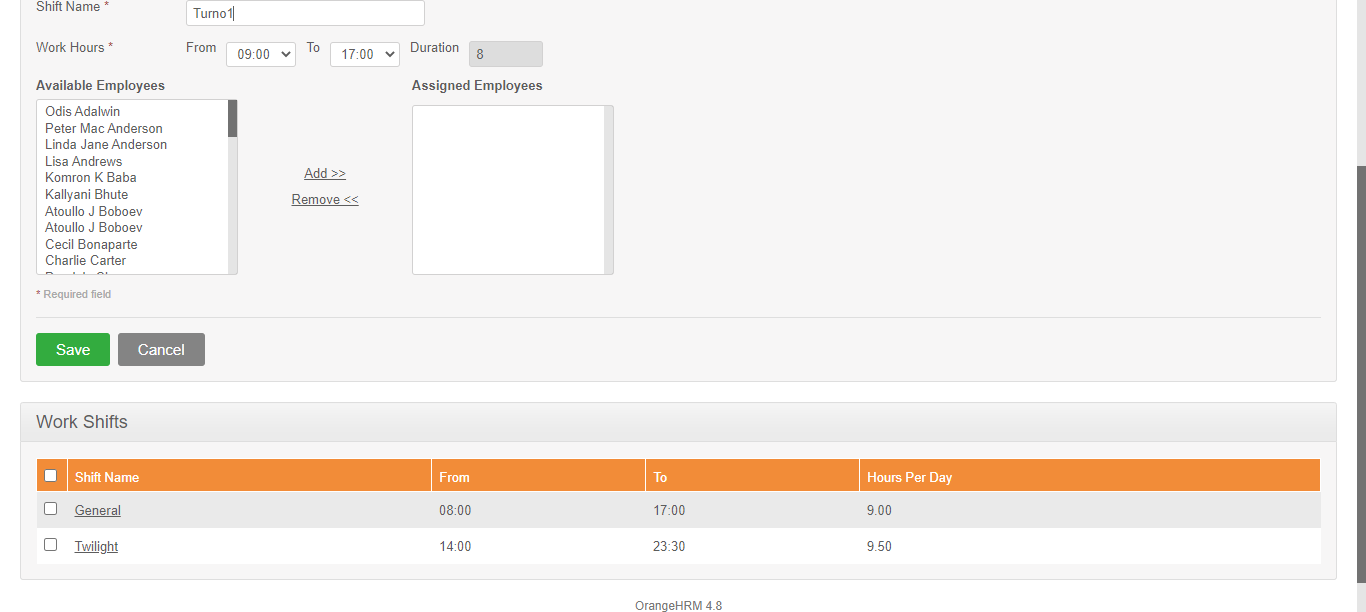 Shift Name *
Turno1
Work Hours * From 09:00 To 17:00 Duration 8
Available Employees
Assigned Employees
Odis Adalwin
Peter Mac Anderson
Linda Jane Anderson
Lisa Andrews
Komron K Baba
Kallyani Bhute
Atoullo J Boboev
Atoullo J Boboev
Cecil Bonaparte
Charlie Carter
Add >>
Remove <<
* Required field
Save Cancel
Work Shifts
Shift Name From To Hours Per Day
General 08:00 17:00 9.00
Twilight 14:00 23:30 9.50
OrangeHRM 4.8